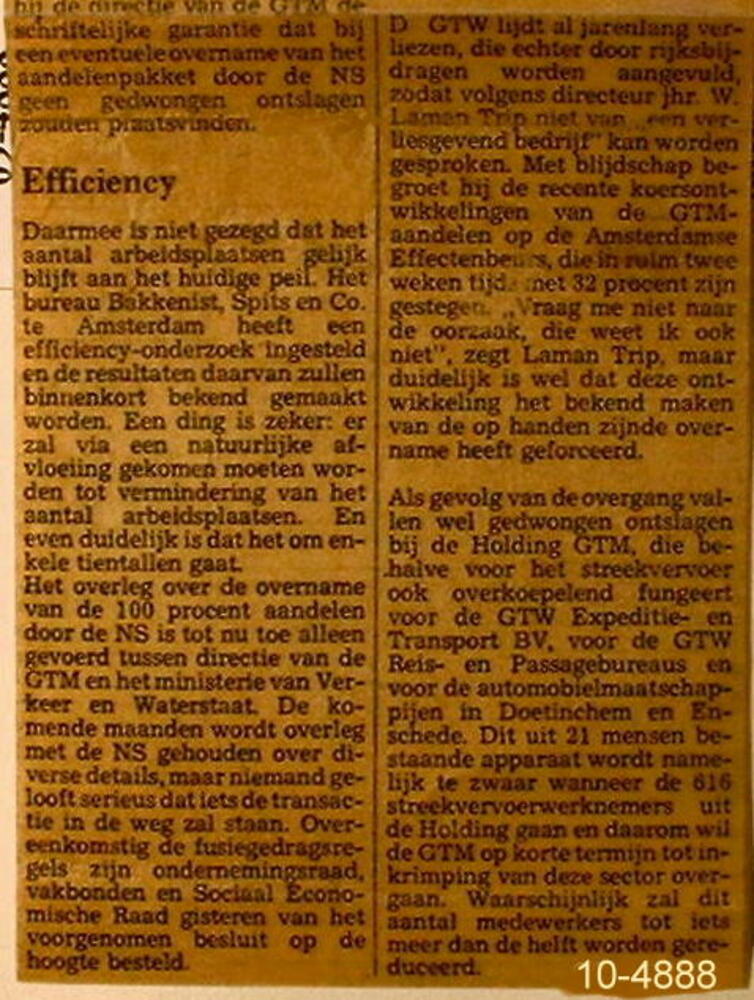 bij de directie van de GTM de
schriftelijke garantie dat bij
een eventuele overname van het
aandelenpakket door de NS
geen gedwongen ontslagen
zouden plaatsvinden.
Efficiency
Daarmee is niet gezegd dat het
aantal arbeidsplaatsen gelijk
blijft aan het huidige peil. Het
bureau Bakkenist, Spits en Co.
te Amsterdam heeft een
efficiency-onderzoek ingesteld
en de resultaten daarvan zullen
binnenkort bekend gemaakt
worden. Een ding is zeker: er
zal via een natuurlijke af-
vloeiing gekomen moeten wor-
den tot vermindering van het
aantal arbeidsplaatsen. En
even duidelijk is dat het om en-
kele tientallen gaat.
Het overleg over de overname
van de 100 procent aandelen
door de NS is tot nu toe alleen
gevoerd tussen directie van de
GTM en het ministerie van Ver-
keer en Waterstaat. De ko-
mende maanden wordt overleg
met de NS gehouden over di-
verse details, maar niemand ge-
looft serieus dat iets de transac-
tie in de weg zal staan. Over-
eenkomstig de fusiegedragsre-
gels zijn ondernemingsraad,
vakbonden en Sociaal Econo-
mische Raad gisteren van het
voorgenomen besluit op de
hoogte besteld.
D GTW lijdt al jarenlang ver-
liezen, die echter door rijksbij-
dragen worden aangevuld,
zodat volgens directeur jhr. W.
Laman Trip niet van „een ver-
liesgevend bedrijf" kan worden
gesproken. Met blijdschap be-
groet hij de recente koersont-
wikkelingen van de GTM-
aandelen op de Amsterdamse
Effectenbeurs, die in ruim twee
weken tijds met 32 procent zijn
gestegen. „Vraag me niet naar
de oorzaak, die weet ik ook
niet", zegt Laman Trip, maar
duidelijk is wel dat deze ont-
wikkeling het bekend maken
van de op handen zijnde over-
name heeft geforceerd.
Als gevolg van de overgang val-
len wel gedwongen ontslagen
bij de Holding GTM, die be-
halve voor het streekvervoer
ook overkoepelend fungeert
voor de GTW Expeditie- en
Transport BV, voor de GTW
Reis- en Passagebureaus en
voor de automobielmaatschap-
pijen in Doetinchem en En-
schede. Dit uit 21 mensen be-
staande apparaat wordt name-
lijk te zwaar wanneer de 616
streekvervoerwerknemers uit
de Holding gaan en daarom wil
de GTM op korte termijn tot in-
krimping van deze sector over-
gaan. Waarschijnlijk zal dit
aantal medewerkers tot iets
meer dan de helft worden gere-
duceerd.
10-4888